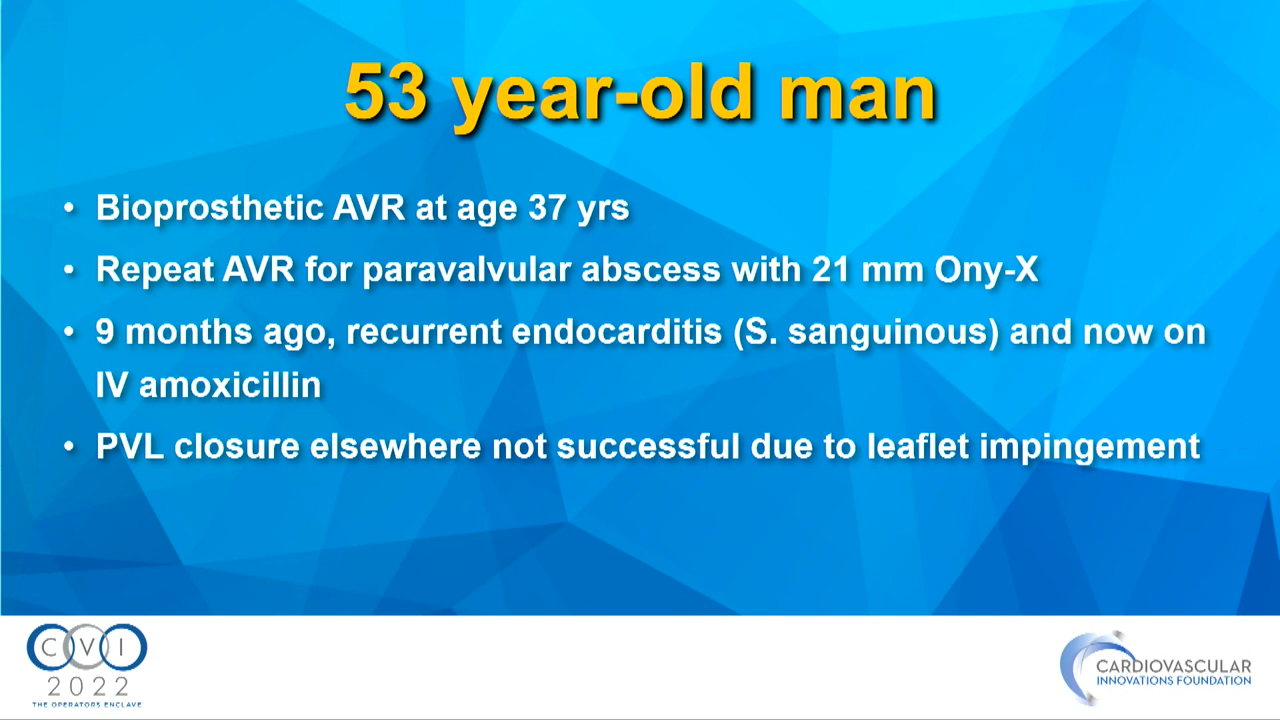 53 year-old man
• Bioprosthetic AVR at age 37 yrs
• Repeat AVR for paravalvular abscess with 21 mm Ony-X
• 9 months ago, recurrent endocarditis (S. sanguinous) and now on
IV amoxicillin
• PVL closure elsewhere not successful due to leaflet impingement
CVI
2022
THE OPERATORS ENCLAVE
CARDIOVASCULAR
INNOVATIONS FOUNDATION